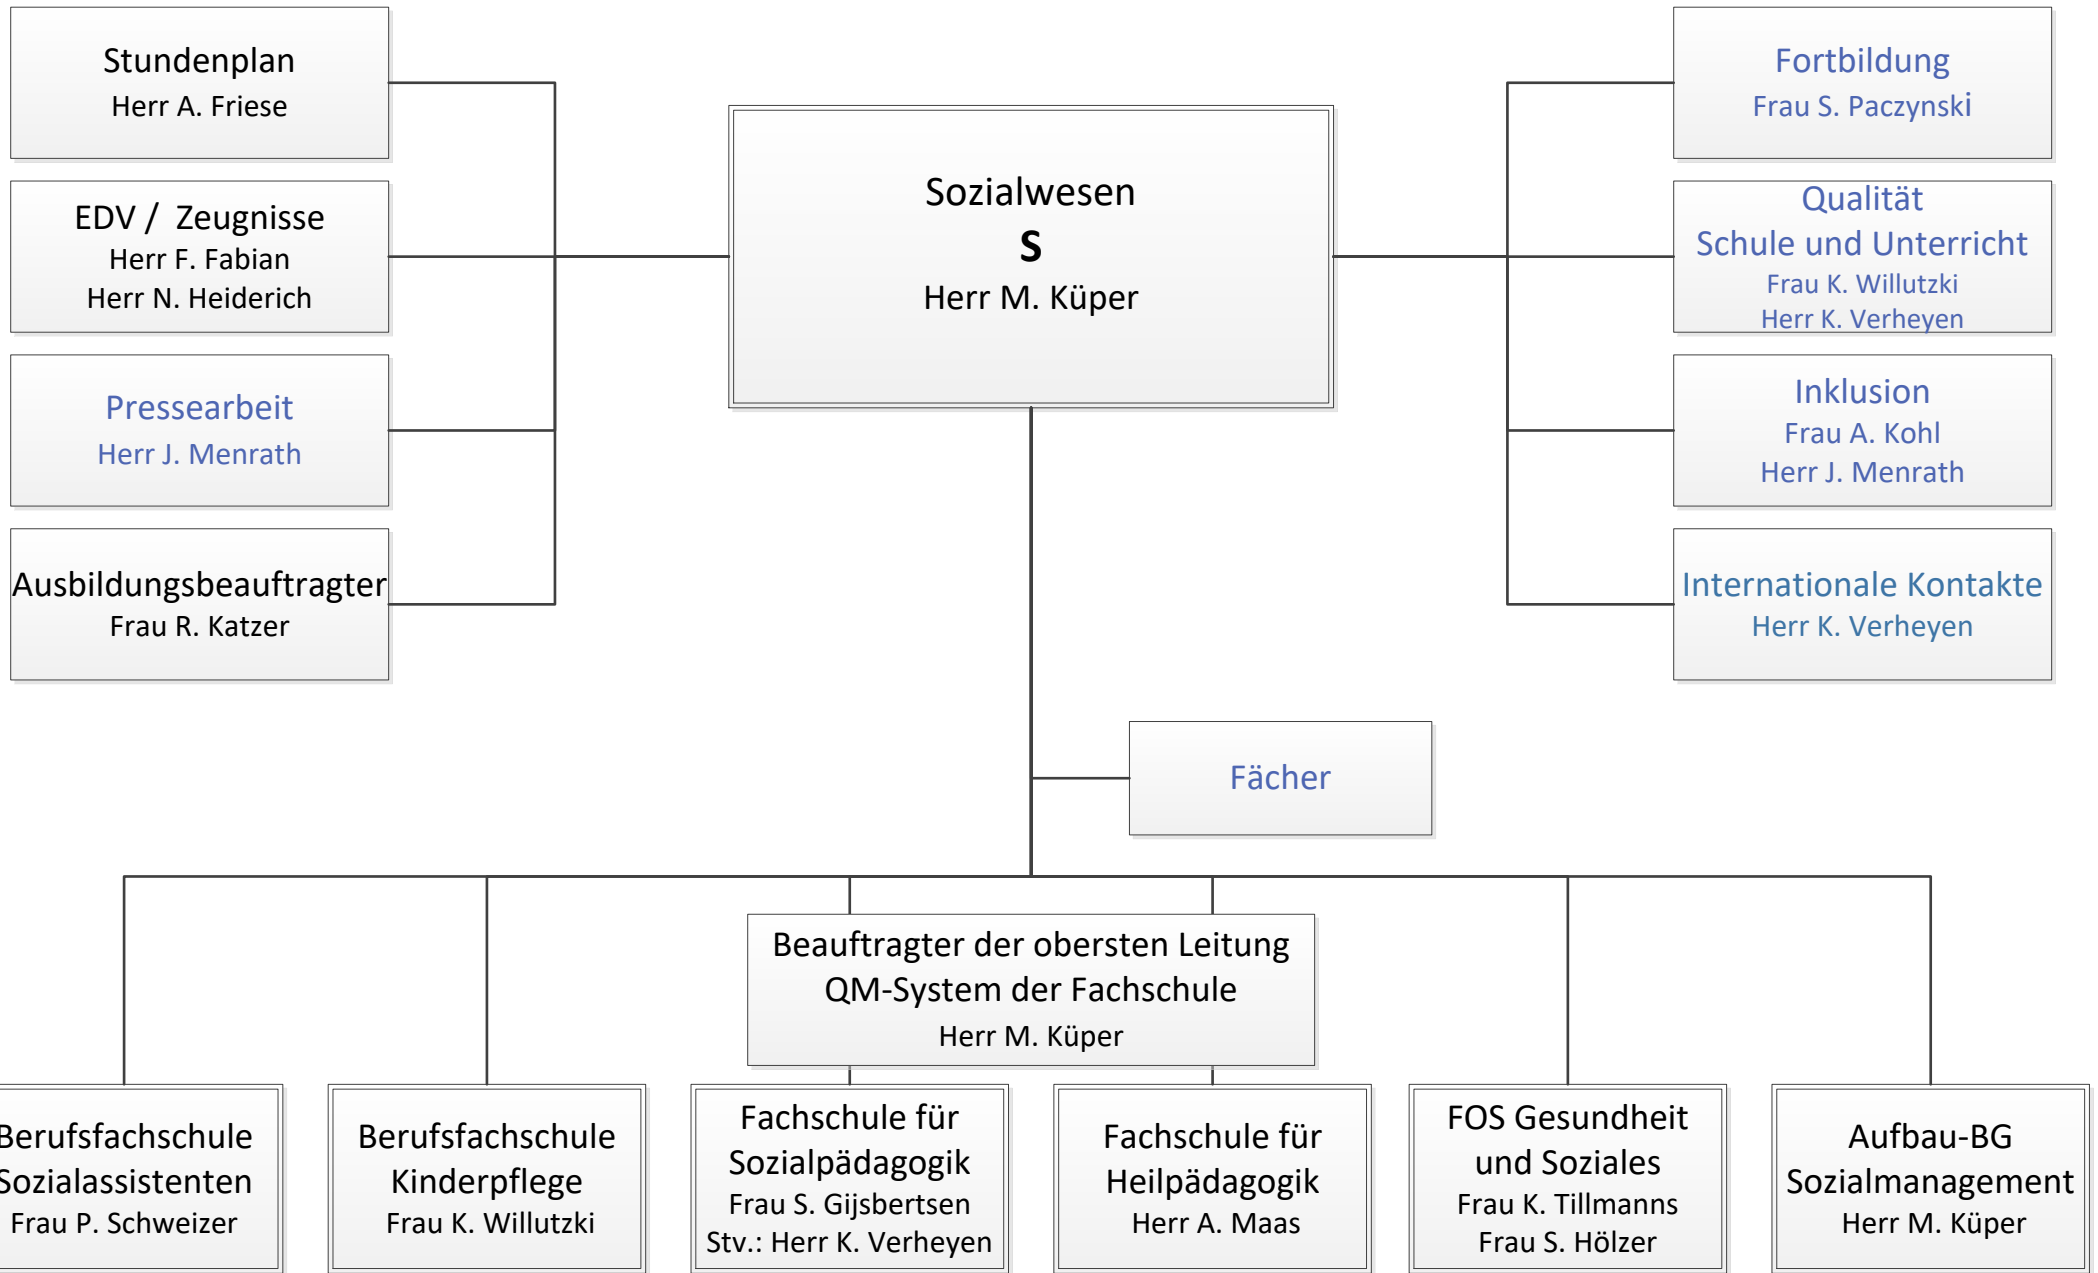 Stundenplan
Herr A. Friese
EDV /  Zeugnisse
Herr F. Fabian
Herr N. Heiderich
Pressearbeit
Herr J. Menrath
Ausbildungsbeauftragter
Frau R. Katzer
Sozialwesen
S
Herr M. Küper
Fortbildung
Frau S. Paczynski
Qualität
Schule und Unterricht
Frau K. Willutzki
Herr K. Verheyen
Inklusion
Frau A. Kohl
Herr J. Menrath
Internationale Kontakte
Herr K. Verheyen
Fächer
Beauftragter der obersten Leitung
QM-System der Fachschule
Herr M. Küper
Berufsfachschule
Sozialassistenten
Frau P. Schweizer
Berufsfachschule
Kinderpflege
Frau K. Willutzki
Fachschule für
Sozialpädagogik
Frau S. Gijsbertsen
Stv.: Herr K. Verheyen
Fachschule für
Heilpädagogik
Herr A. Maas
FOS Gesundheit
und Soziales
Frau K. Tillmanns
Frau S. Hölzer
Aufbau-BG
Sozialmanagement
Herr M. Küper